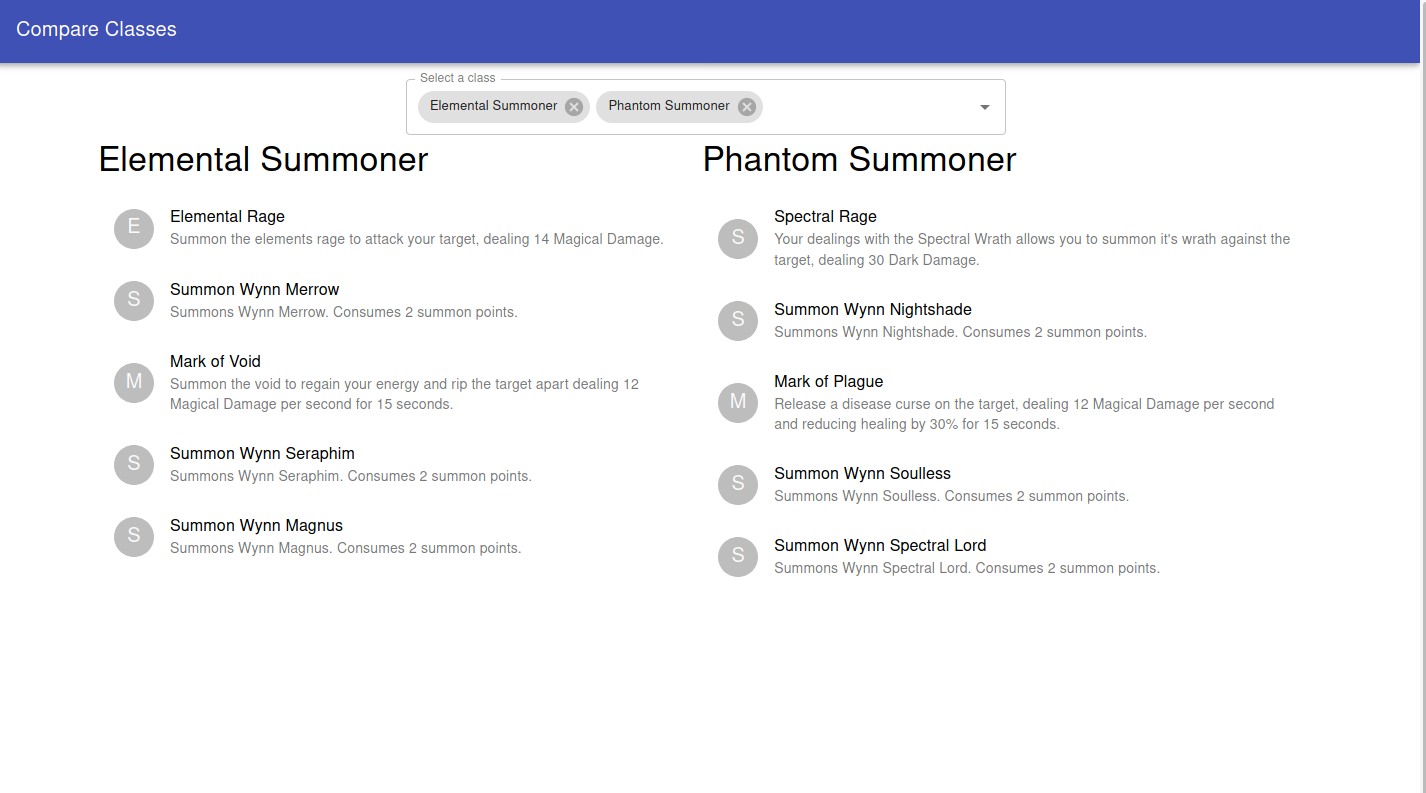 Compare Classes
Select a class
Elemental Summoner
Phantom Summoner
Elemental Summoner
E
Elemental Rage
Summon the elements rage to attack your target, dealing 14 Magical Damage.
S
Summon Wynn Merrow
Summons Wynn Merrow. Consumes 2 summon points.
M
Mark of Void
Summon the void to regain your energy and rip the target apart dealing 12
Magical Damage per second for 15 seconds.
S
Summon Wynn Seraphim
Summons Wynn Seraphim. Consumes 2 summon points.
S
Summon Wynn Magnus
Summons Wynn Magnus. Consumes 2 summon points.
Phantom Summoner
S
Spectral Rage
Your dealings with the Spectral Wrath allows you to summon it's wrath against the
target, dealing 30 Dark Damage.
S
Summon Wynn Nightshade
Summons Wynn Nightshade. Consumes 2 summon points.
M
Mark of Plague
Release a disease curse on the target, dealing 12 Magical Damage per second
and reducing healing by 30% for 15 seconds.
S
Summon Wynn Soulless
Summons Wynn Soulless. Consumes 2 summon points.
S
Summon Wynn Spectral Lord
Summons Wynn Spectral Lord. Consumes 2 summon points.